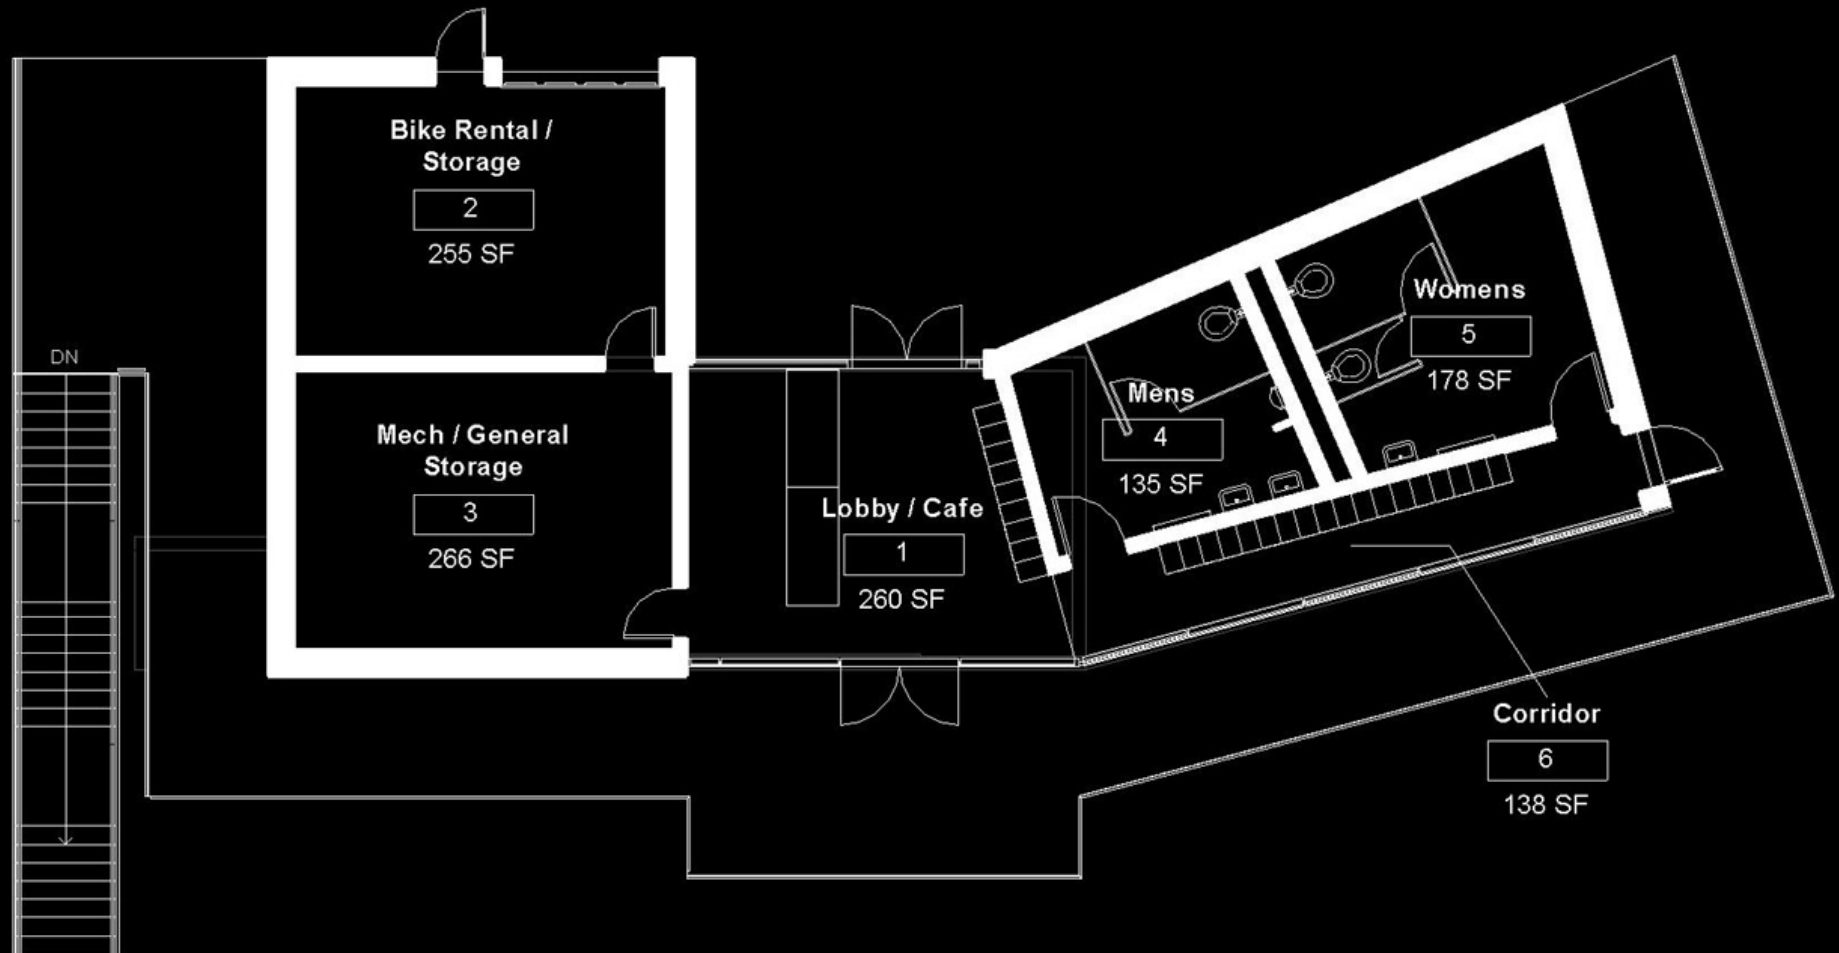 Bike Rental /
Storage
2
255 SF
DN
Mech / General
Storage
3
266 SF
Lobby / Cafe
1
260 SF
Mens
4
135 SF
Womens
5
178 SF
Corridor
6
138 SF